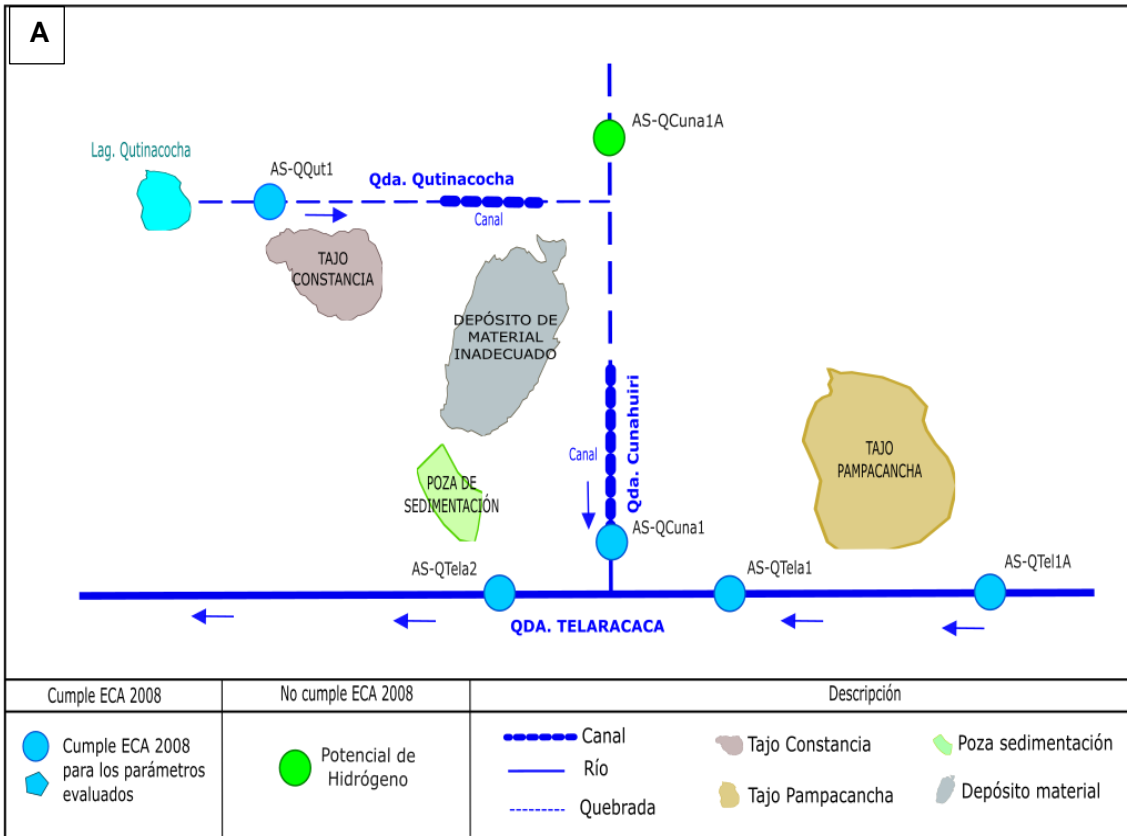 A
AS-QCuna1A
Lag. Qutinacocha
AS-QQut1
Qda. Qutinacocha
Canal
TAJO
CONSTANCIA
DEPÓSITO DE
MATERIAL
INADECUADO
Canal
Qda. Cunahuiri
TAJO
PAMPACANCHA
POZA DE
SEDIMENTACIÓN
AS-QCuna1
AS-QTela2
AS-QTela1
AS-QTel1A
QDA. TELARACACA
Cumple ECA 2008
No cumple ECA 2008
Descripción
Cumple ECA 2008
para los parámetros
evaluados
Potencial de
Hidrógeno
Canal
Río
Quebrada
Tajo Constancia
Tajo Pampacancha
Poza sedimentación
Depósito material